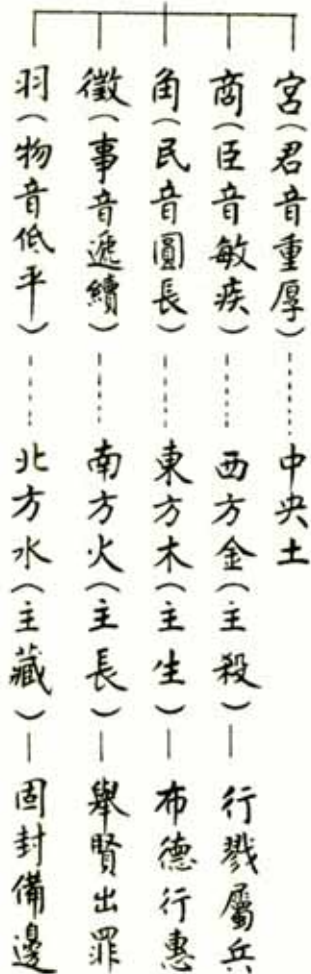 宮（君音重厚）……中央土
商（臣音敏疾）……西方金（主殺）—行戮屬兵、
角（民音圓長）……東方木（主生）—布德行惠
徵（事音遞續）……南方火（主長）—舉賢出罪
羽（物音低平）……北方水（主藏）—固封備邊